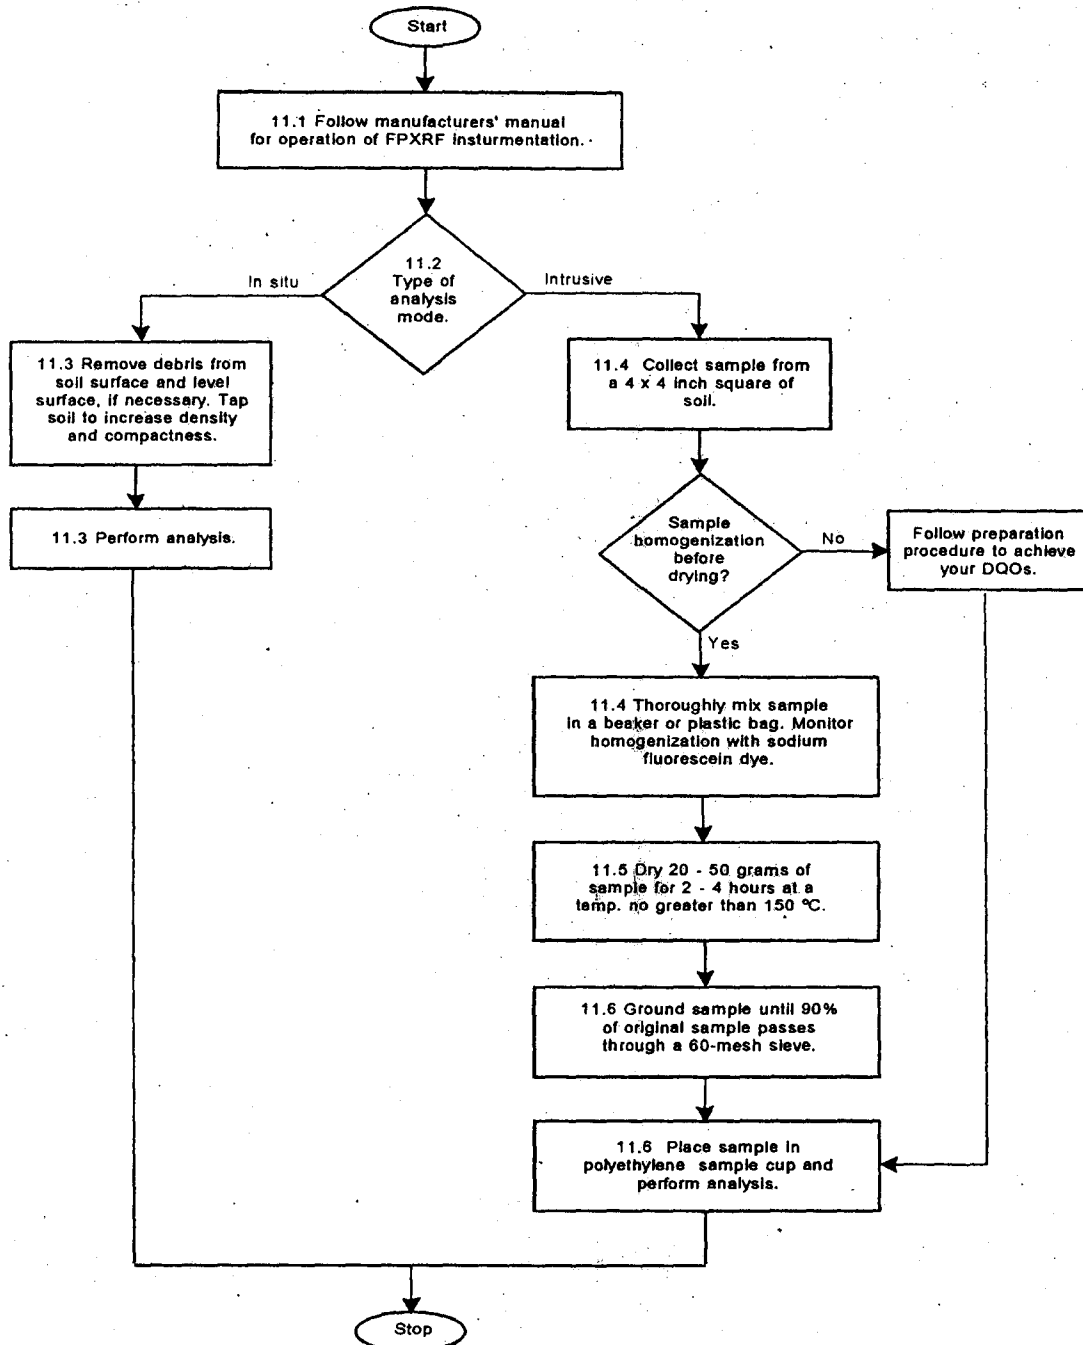 Start
11.1 Follow manufacturers' manual
for operation of FPXRF insturmentation.
11.2
Type of
analysis
mode.
In situ
Intrusive
11.3 Remove debris from
soil surface and level
surface, if necessary. Tap
soil to increase density
and compactness.
11.3 Perform analysis.
11.4 Collect sample from
a 4 x 4 inch square of
soil.
Sample
homogenization
before
drying?
No
Follow preparation
procedure to achieve
your DQOs.
Yes
11.4 Thoroughly mix sample
in a beaker or plastic bag. Monitor
homogenization with sodium
fluorescein dye.
11.5 Dry 20 - 50 grams of
sample for 2 - 4 hours at a
temp. no greater than 150 ºC.
11.6 Ground sample until 90%
of original sample passes
through a 60-mesh sieve.
11.6 Place sample in
polyethylene sample cup and
perform analysis.
Stop